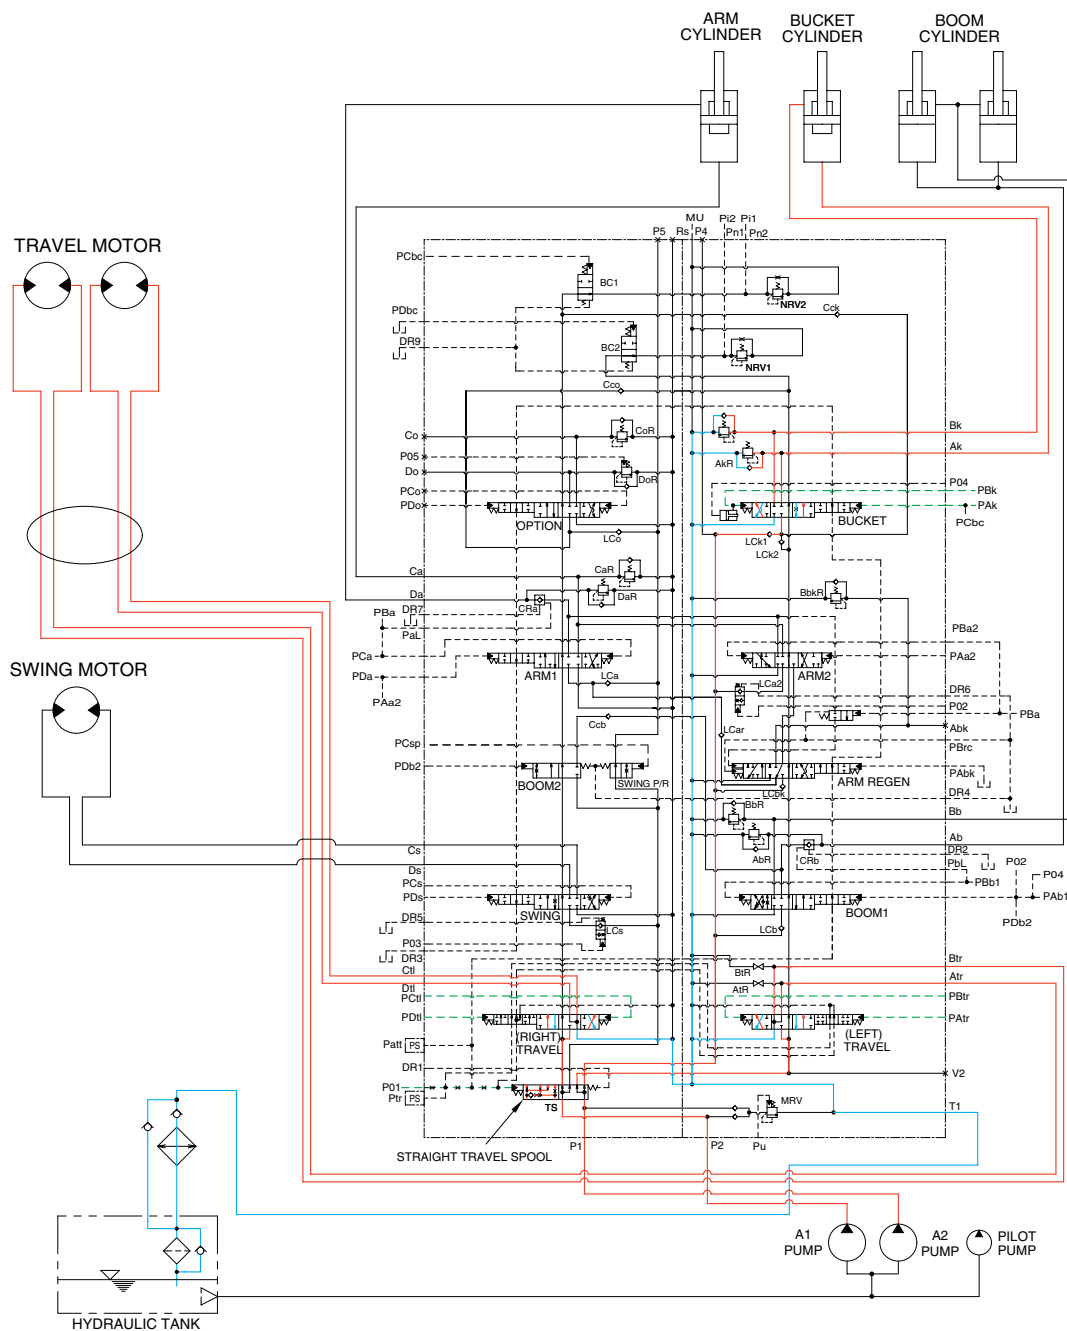 ARM
CYLINDER
BUCKET
CYLINDER
BOOM
CYLINDER
TRAVEL MOTOR
SWING MOTOR
MU
Pi2 Pi1
P5 Rs P4 Pn1 Pn2
PCbc
BC1
NRV2
Cck
PDbc
DR9
BC2
NRV1
Cco
Co
CoR
Bk
P05
Ak
AkR
Do
DoR
PCo
P04
PBk
PDo
PAk
OPTION
BUCKET
PCbc
LCo
LCk1
LCk2
Ca
CaR
DaR
BbkR
Da
DR7
CRa
PBa
PaL
PBa2
PCa
PAa2
PDa
ARM1
ARM2
PAa2
LCa
LCa2
DR6
P02
PBa
Ccb
LCar
Abk
PCsp
PBrc
PDb2
PAbk
BOOM2
SWING P/R
ARM REGEN
LCbk
DR4
BbR
Bb
AbR
CRb
Ab
DR2
Cs
PbL
P02
Ds
P04
PCs
PBb1
PDs
PAb1
SWING
BOOM1
PDb2
DR5
LCs
LCb
P03
DR3
Ctl
BtR
Btr
AtR
Atr
Dtl
PCtl
PBtr
PDtl
PAtr
(RIGHT)
TRAVEL
(LEFT)
TRAVEL
Patt
PS
DR1
V2
P01
Ptr
PS
TS
MRV
T1
STRAIGHT TRAVEL SPOOL
P1
P2
Pu
A1
PUMP
A2
PUMP
PILOT
PUMP
HYDRAULIC TANK